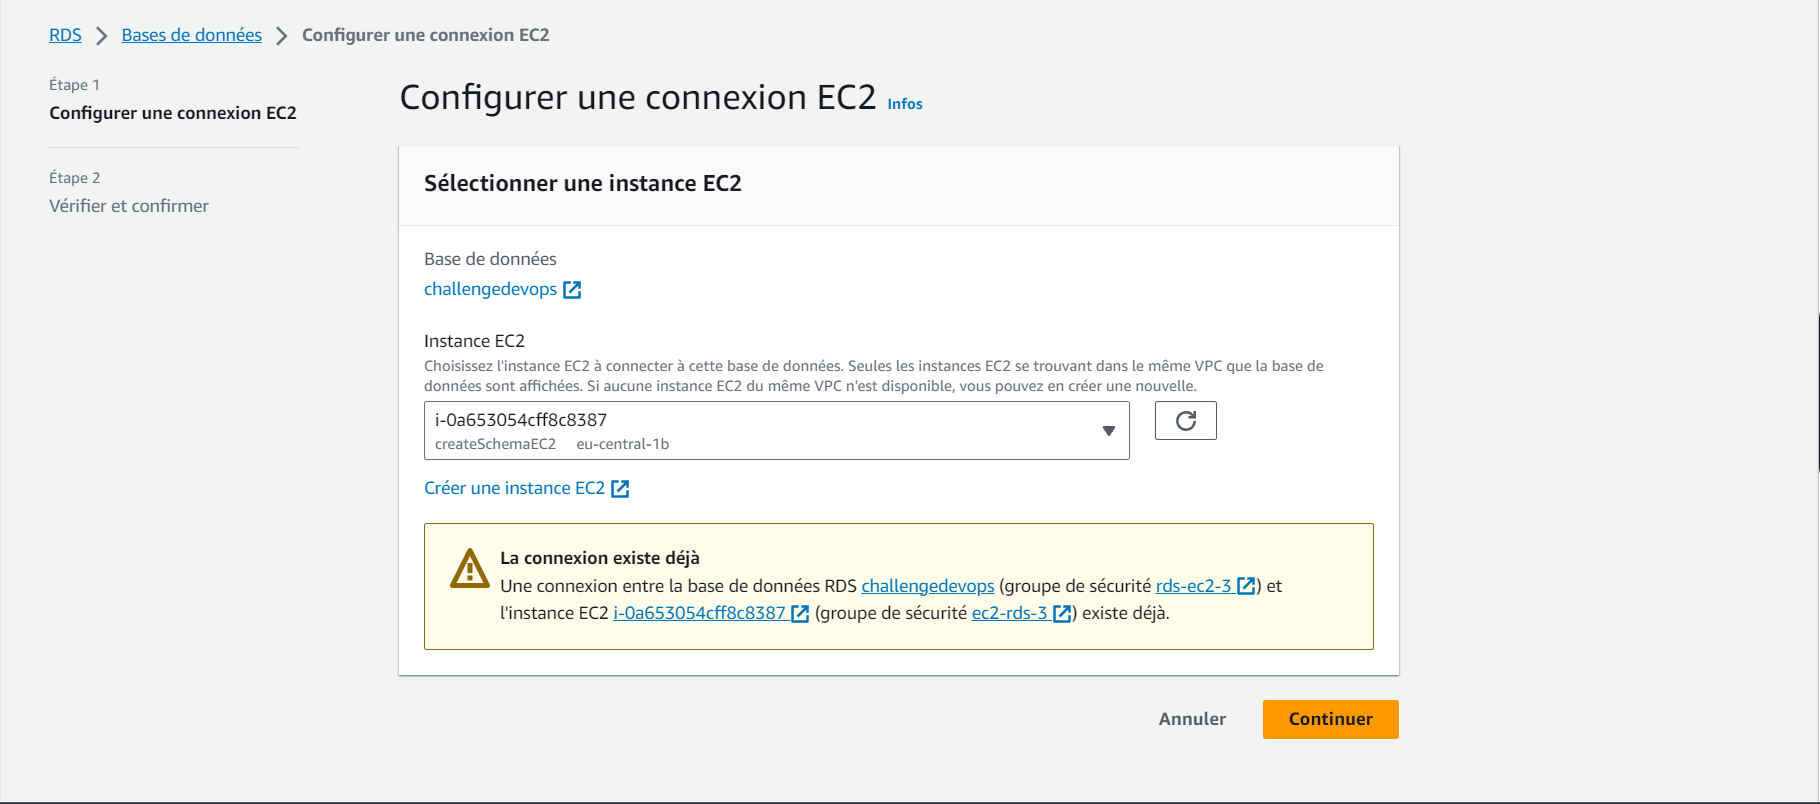 RDS > Bases de données > Configurer une connexion EC2
Étape 1
Configurer une connexion EC2
Étape 2
Vérifier et confirmer
Configurer une connexion EC2 Infos
Sélectionner une instance EC2
Base de données
challengedevops
Instance EC2
Choisissez l'instance EC2 à connecter à cette base de données. Seules les instances EC2 se trouvant dans le même VPC que la base de
données sont affichées. Si aucune instance EC2 du même VPC n'est disponible, vous pouvez en créer une nouvelle.
i-0a653054cff8c8387
createSchemaEC2 eu-central-1b
Créer une instance EC2
La connexion existe déjà
Une connexion entre la base de données RDS challengedevops (groupe de sécurité rds-ec2-3) et
l'instance EC2 i-0a653054cff8c8387 (groupe de sécurité ec2-rds-3) existe déjà.
Annuler Continuer